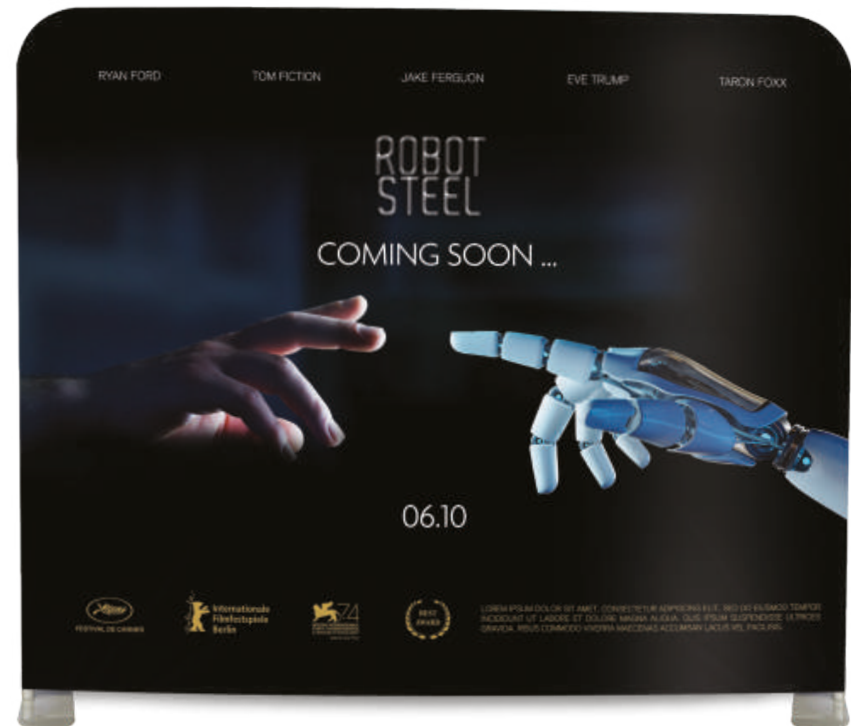 RYAN FORD
TOM FICTION
JAKE FERGUON
EVE TRUMP
TARON FOXX
ROBOT
STEEL
COMING SOON ...
06.10
FESTIVAL DE CANNES
Internationale
Filmfestspiele
Berlin
74
BEST
AWARD
LOREM IPSUM DOLOR SIT AMET, CONSECTETUR ADIPISCING ELIT, SED DO EIUSMOD TEMPOR
INCIDIDUNT UT LABORE ET DOLORE MAGNA ALIQUA. QUIS IPSUM SUSPENDISSE ULTRICES
GRAVIDA. RISUS COMMODO VIVERRA MAECENAS ACCUMSAN LACUS VEL FACILISIS.